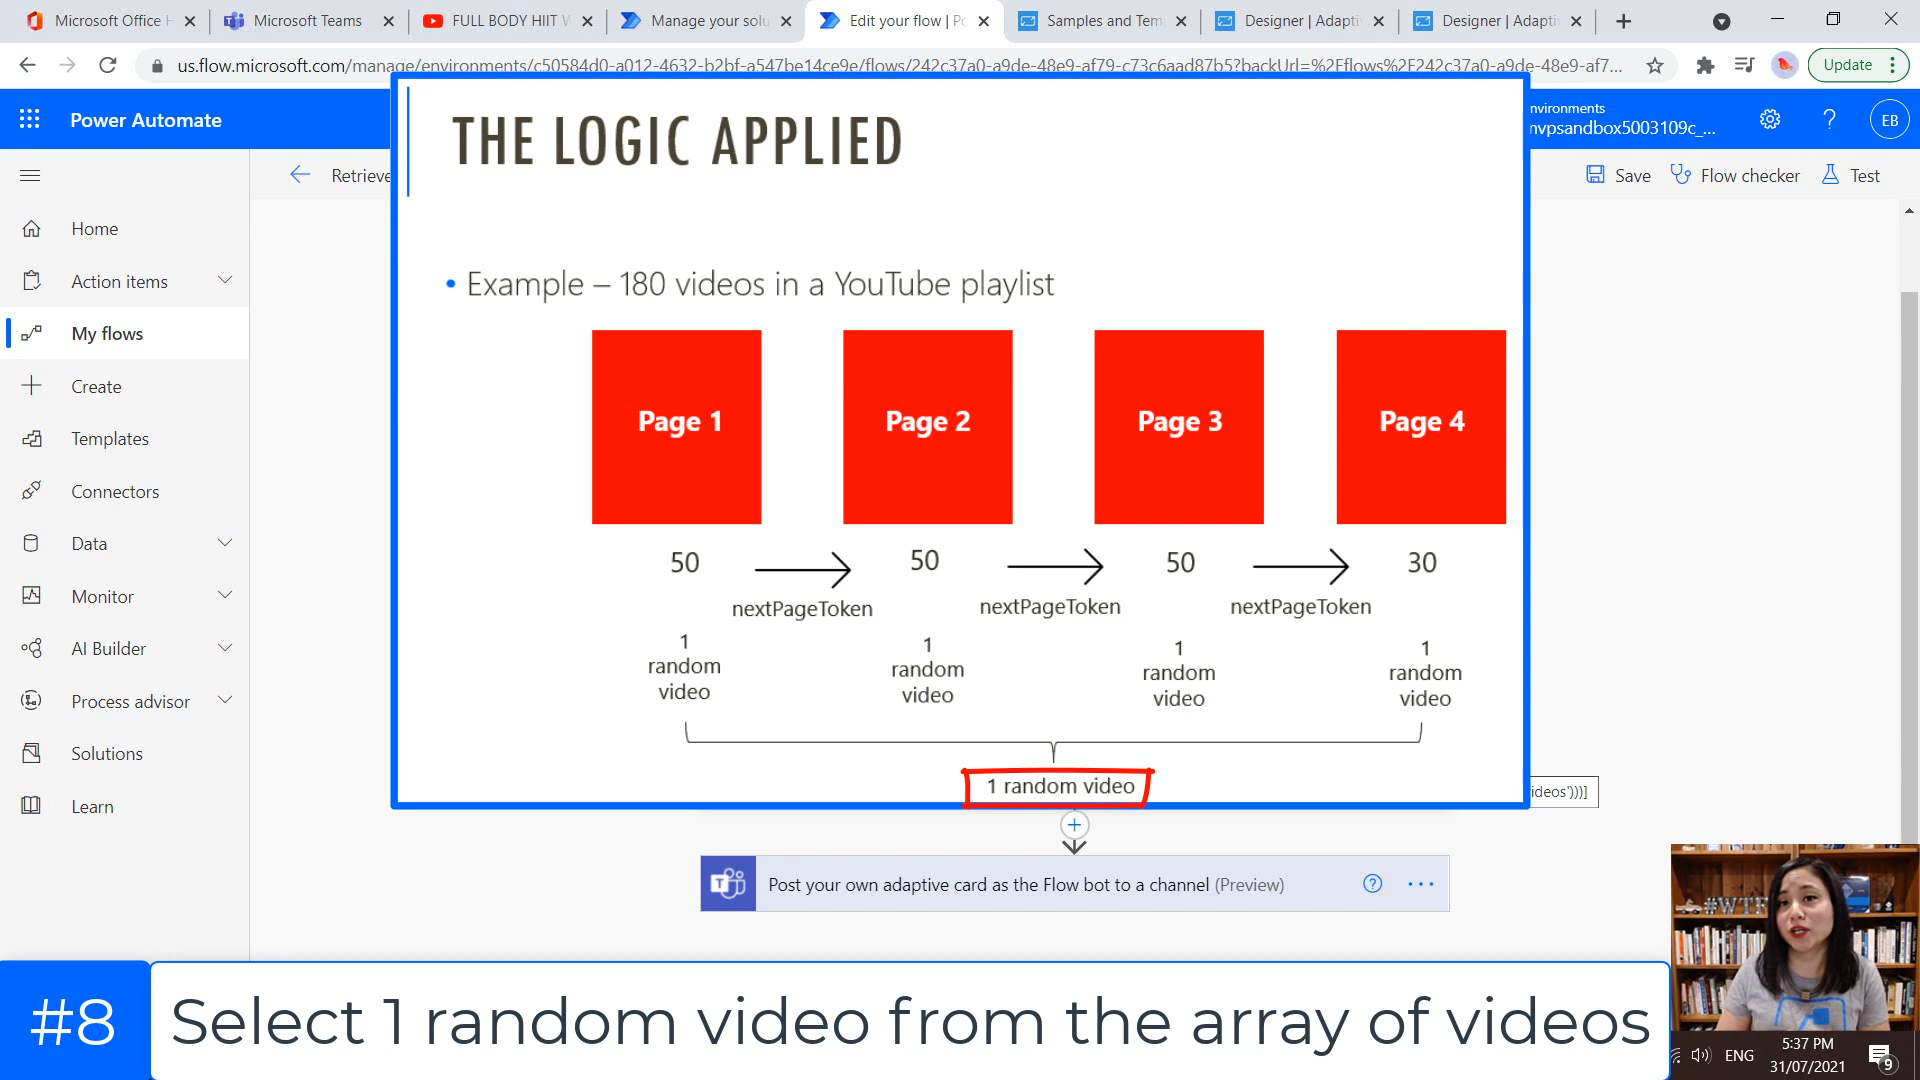 Microsoft Office H
Microsoft Teams
FULL BODY HIIT W
Manage your solu
Edit your flow | Po
Samples and Tem
Designer | Adaptiv
Designer | Adaptiv
us.flow.microsoft.com/manage/environments/c50584d0-a012-4632-b2bf-a547be14ce9e/flows/242c37a0-a9de-48e9-af79-c73c6aad87b5?backUrl=%2Fflows%2F242c37a0-a9de-48e9-af7...
Update
Power Automate
nvironments
nvpsandbox5003109c_...
EB
Retrieve
Save
Flow checker
Test
Home
Action items
My flows
Create
Templates
Connectors
Data
Monitor
AI Builder
Process advisor
Solutions
Learn
THE LOGIC APPLIED
• Example – 180 videos in a YouTube playlist
Page 1
Page 2
Page 3
Page 4
50
50
50
30
nextPageToken
nextPageToken
nextPageToken
1
random
video
1
random
video
1
random
video
1
random
video
1 random video
ideos')))]
Post your own adaptive card as the Flow bot to a channel (Preview)
#WTF
#8
Select 1 random video from the array of videos
ENG
5:37 PM
31/07/2021
9